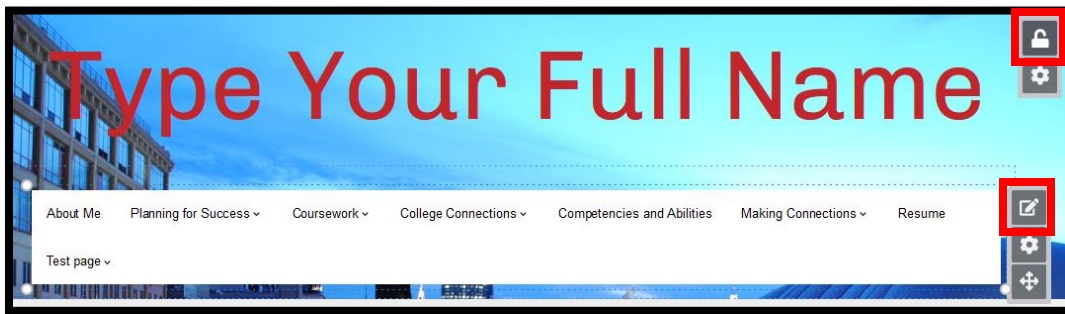 Type Your Full Name
About Me Planning for Success Coursework College Connections Competencies and Abilities Making Connections Resume
Test page